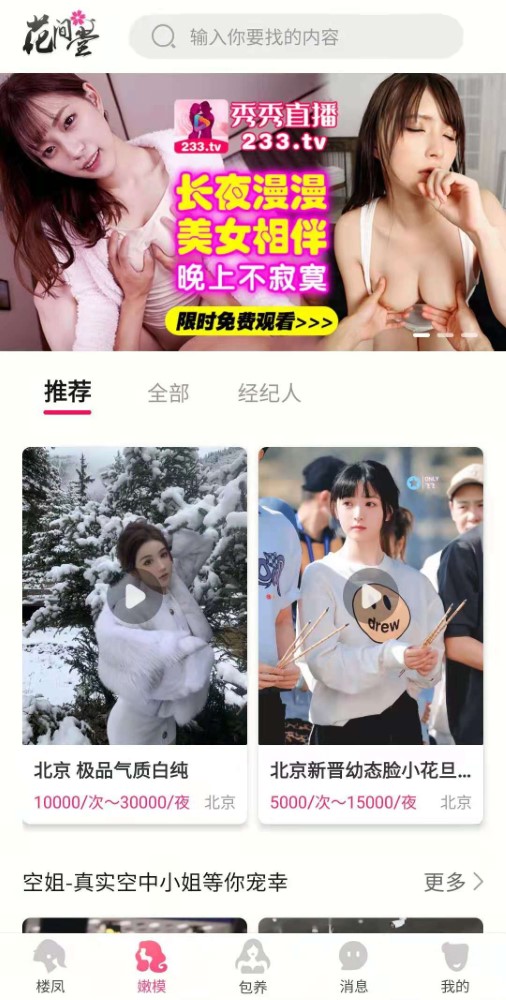 花间堂
输入你要找的内容
秀秀直播
233.tv
233.tv
长夜漫漫
美女相伴
晚上不寂寞
限时免费观看>>>
推荐
全部
经纪人
drew
北京 极品气质白纯
10000/次～30000/夜
北京
北京新晋幼态脸小花旦...
5000/次～15000/夜
北京
空姐-真实空中小姐等你宠幸
更多
楼凤
嫩模
包养
消息
我的